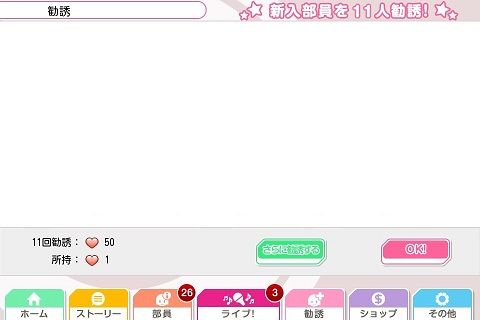 勧誘
新入部員を11人勧誘!
11回勧誘： 50
所持： 1
さらに勧誘する
OK!
26
3
ホーム
ストーリー
部員
ライブ!
勧誘
ショップ
その他